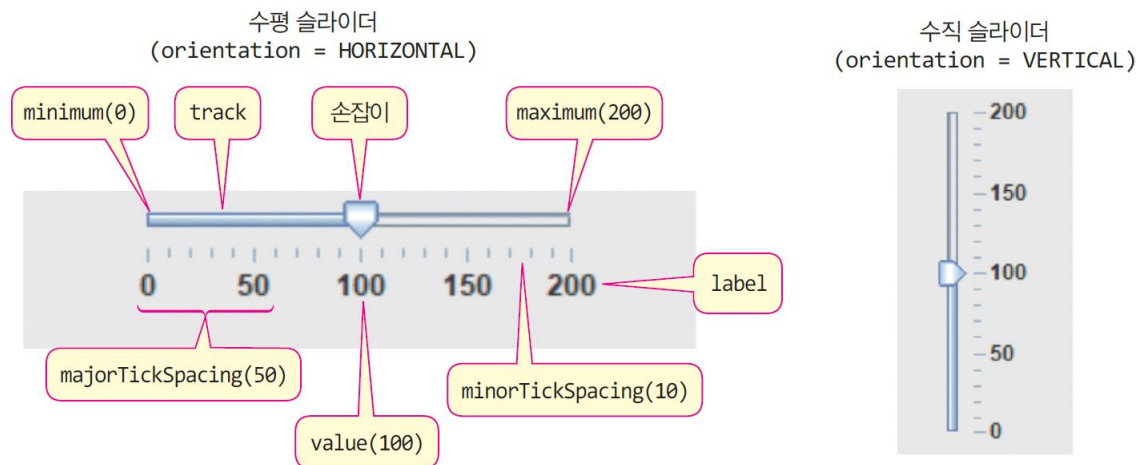 수평 슬라이더
(orientation = HORIZONTAL)
minimum(0)
track
손잡이
maximum(200)
0
50
100
150
200
label
majorTickSpacing(50)
minorTickSpacing(10)
value(100)
수직 슬라이더
(orientation = VERTICAL)
200
150
100
50
0